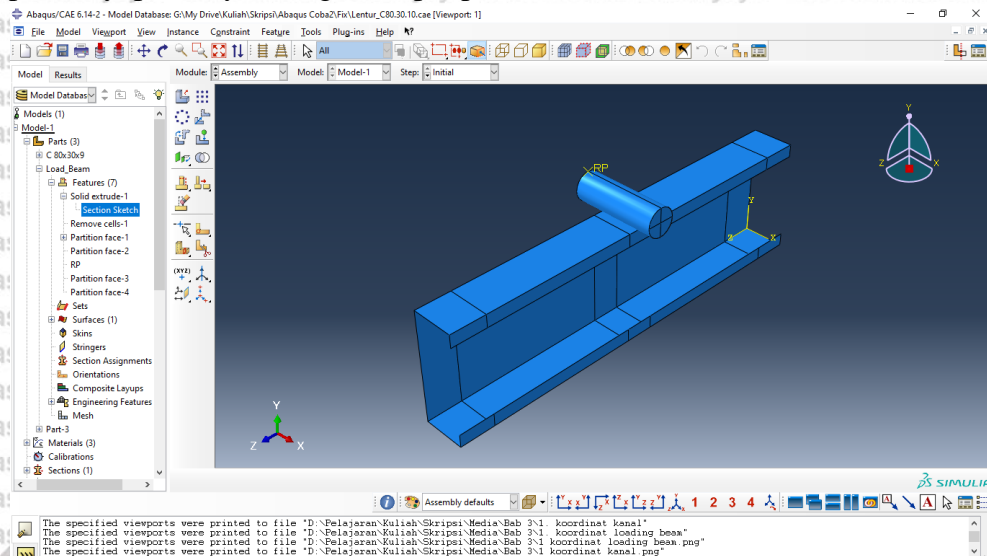 Abaqus/CAE 6.14-2 - Model Database: G:\My Drive\Kuliah\Skripsi\Abaqus Coba2\Fix\Lentur_C80.30.10.cae [Viewport: 1]
File Model Viewport View Instance Constraint Feature Tools Plug-ins Help
All
Model Results
Module: Assembly Model: Model-1 Step: Initial
Model Databas
Models (1)
Model-1
Parts (3)
C 80x30x9
Load_Beam
Features (7)
Solid extrude-1
Section Sketch
Remove cells-1
Partition face-1
Partition face-2
RP
Partition face-3
Partition face-4
Sets
Surfaces (1)
Skins
Stringers
Section Assignments
Orientations
Composite Layups
Engineering Features
Mesh
Part-3
Materials (3)
Calibrations
Sections (1)
(XYZ)
RP
Y
Z X
Y
Z X
Y
Z X
SIMULIA
Assembly defaults
1 2 3 4
The specified viewports were printed to file "D:\Pelajaran\Kuliah\Skripsi\Media\Bab 3\1. koordinat kanal"
The specified viewports were printed to file "D:\Pelajaran\Kuliah\Skripsi\Media\Bab 3\1. koordinat loading beam"
The specified viewports were printed to file "D:\Pelajaran\Kuliah\Skripsi\Media\Bab 3\1 koordinat loading beam.png"
The specified viewports were printed to file "D:\Pelajaran\Kuliah\Skripsi\Media\Bab 3\1 koordinat kanal.png"